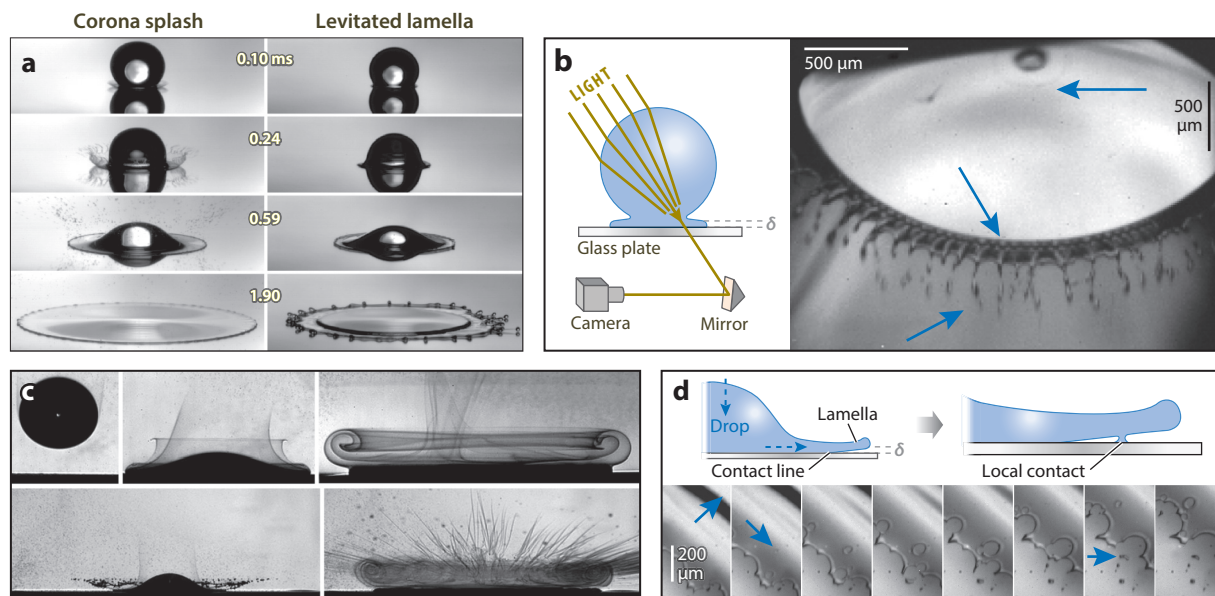 Corona splash
Levitated lamella
a
0.10 ms
0.24
0.59
1.90
b
LIGHT
δ
Glass plate
Camera
Mirror
500 µm
500
µm
c
d
Drop
Lamella
δ
Contact line
Local contact
200
µm